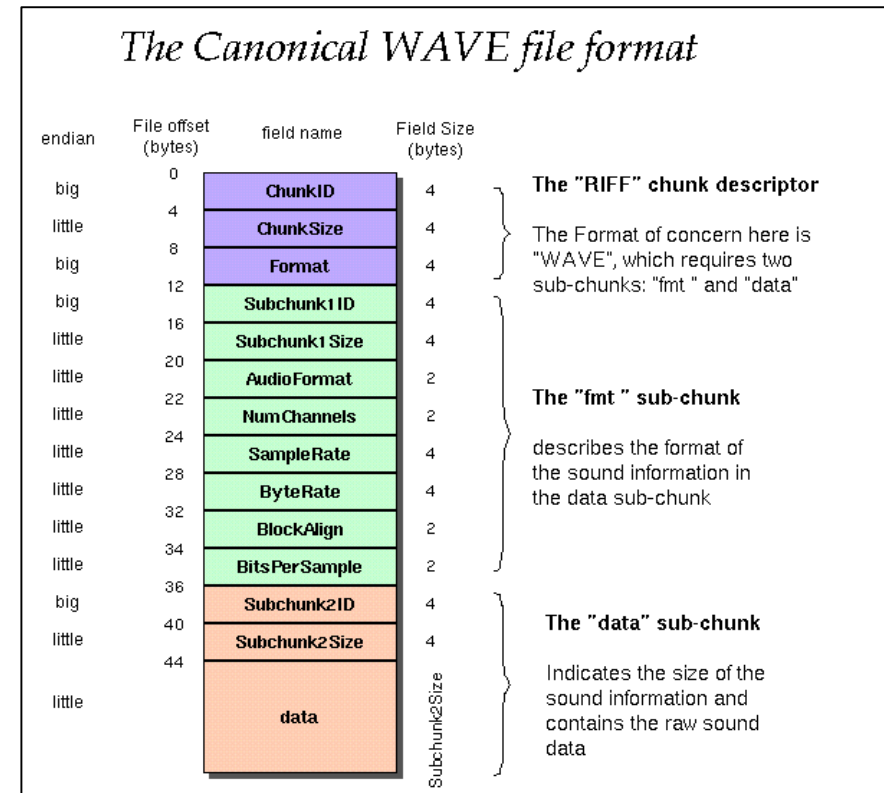 The Canonical WAVE file format
endian
File offset
(bytes)
field name
Field Size
(bytes)
0
big
ChunkID
4
4
little
ChunkSize
4
8
big
Format
4
12
The "RIFF" chunk descriptor
The Format of concern here is
"WAVE", which requires two
sub-chunks: "fmt " and "data"
big
Subchunk1ID
4
16
little
Subchunk1Size
4
20
little
AudioFormat
2
22
little
NumChannels
2
24
little
SampleRate
4
28
little
ByteRate
4
32
little
BlockAlign
2
34
little
BitsPerSample
2
36
The "fmt " sub-chunk
describes the format of
the sound information in
the data sub-chunk
big
Subchunk2ID
4
40
little
Subchunk2Size
4
44
little
data
Subchunk2Size
The "data" sub-chunk
Indicates the size of the
sound information and
contains the raw sound
data